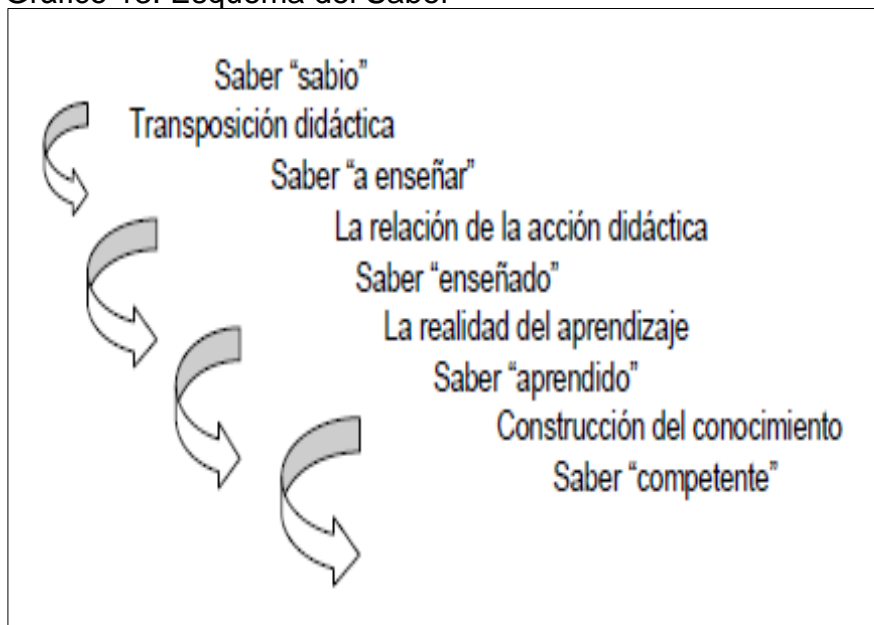 Gráfico 18. Esquema del Saber
Saber “sabio”
Transposición didáctica
Saber “a enseñar”
La relación de la acción didáctica
Saber “enseñado”
La realidad del aprendizaje
Saber “aprendido”
Construcción del conocimiento
Saber “competente”